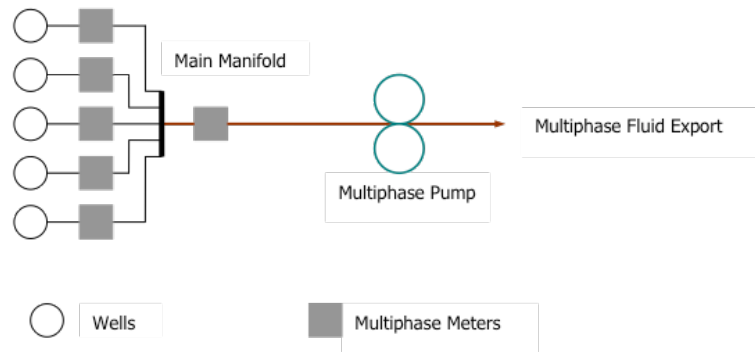 Main Manifold
Multiphase Fluid Export
Multiphase Pump
Wells
Multiphase Meters